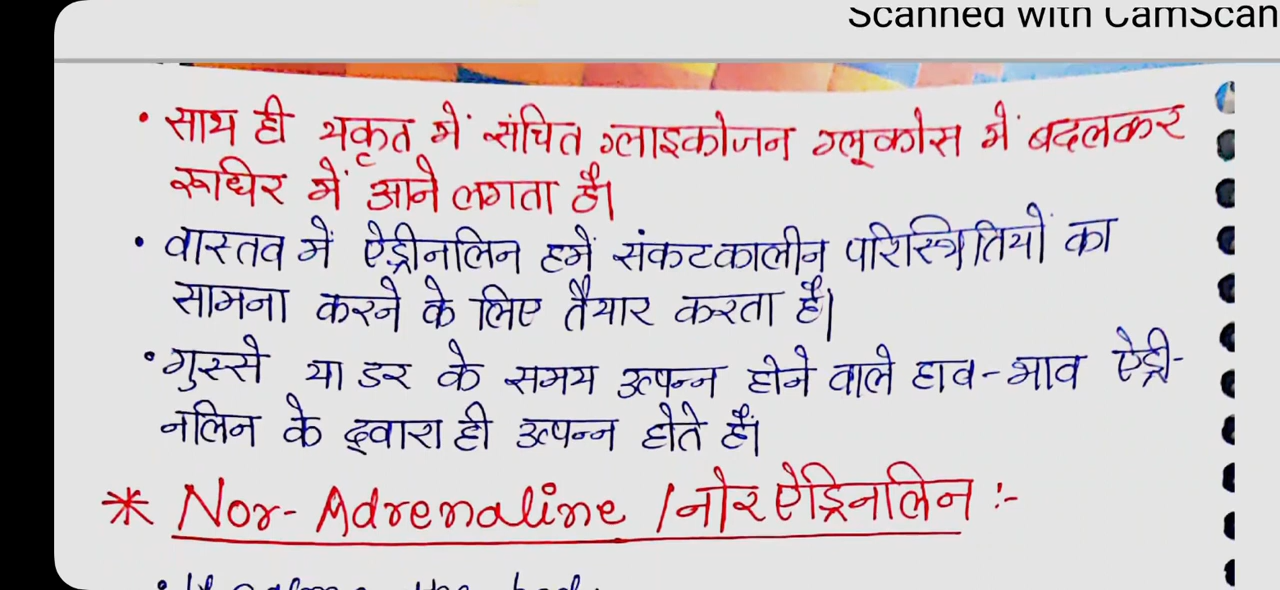 Scanned with CamScan
• साथ ही यकृत में संचित ग्लाइकोजन ग्लूकोस में बदलकर
रूधिर में आने लगता है।
• वास्तव में ऐड्रीनलिन हमें संकटकालीन परिस्थितियों का
सामना करने के लिए तैयार करता है।
• गुस्से या डर के समय उत्पन्न होने वाले हाव-भाव ऐड्री-
नलिन के द्वारा ही उत्पन्न होते हैं।
* Nor-Adrenaline /नोरऐड्रिनलिन :-